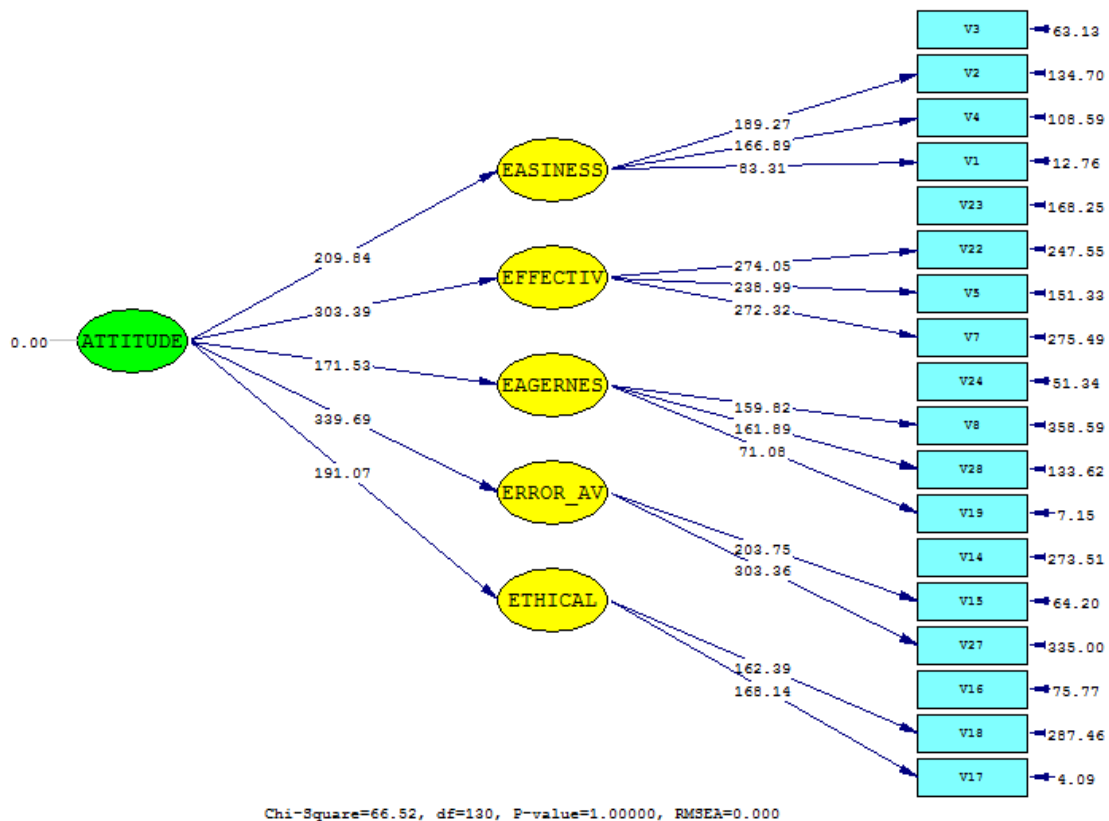 V3 63.13
V2 134.70
189.27
V4 108.59
166.89
EASINESS 83.31 V1 12.76
V23 168.25
209.84
V22 247.55
274.05
EFFECTIV 238.99 V5 151.33
272.32
303.39
V7 275.49
0.00 ATTITUDE
171.53
EAGERNES V24 51.34
159.82
339.69 161.89 V8 358.59
71.08
191.07 V28 133.62
ERROR_AV V19 7.15
203.75 V14 273.51
303.36
ETHICAL V15 64.20
V27 335.00
162.39
168.14 V16 75.77
V18 287.46
V17 4.09
Chi-Square=66.52, df=130, P-value=1.00000, RMSEA=0.000